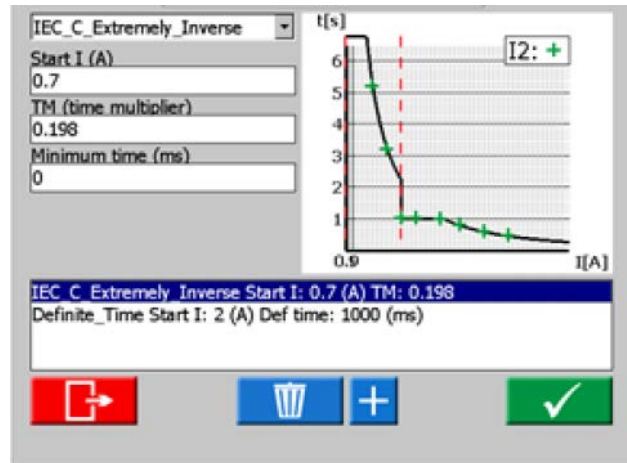 IEC_C_Extremely_Inverse
Start I (A)
0.7
TM (time multiplier)
0.198
Minimum time (ms)
0
t[s]
I2: +
6
5
4
3
2
1
0.9
I[A]
IEC_C_Extremely_Inverse Start I: 0.7 (A) TM: 0.198
Definite_Time Start I: 2 (A) Def time: 1000 (ms)